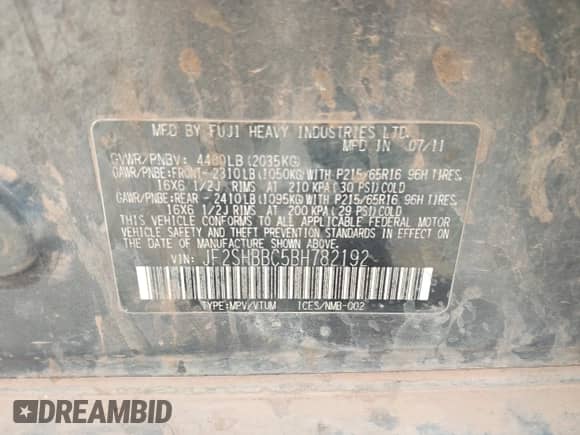 MFD BY FUJI HEAVY INDUSTRIES LTD.
MFD IN 07/11
GVWR/PNBV: 4480LB (2035KG)
GAWR/PNBE: FRONT- 2310LB(1050KG)WITH P215/65R16 96H TIRES,
16X6 1/2J RIMS AT 210 KPA(30 PSI)COLD
GAWR/PNBE: REAR - 2410LB(1095KG)WITH P215/65R16 96H TIRES,
16X6 1/2J RIMS AT 200 KPA(29 PSI)COLD
THIS VEHICLE CONFORMS TO ALL APPLICABLE FEDERAL MOTOR
VEHICLE SAFETY AND THEFT PREVENTION STANDARDS IN EFFECT ON
THE DATE OF MANUFACTURE SHOWN ABOVE.
VIN: JF2SHBBC5BH782192
TYPE:MPV/VTUM ICES/NMB-002
DREAMBID